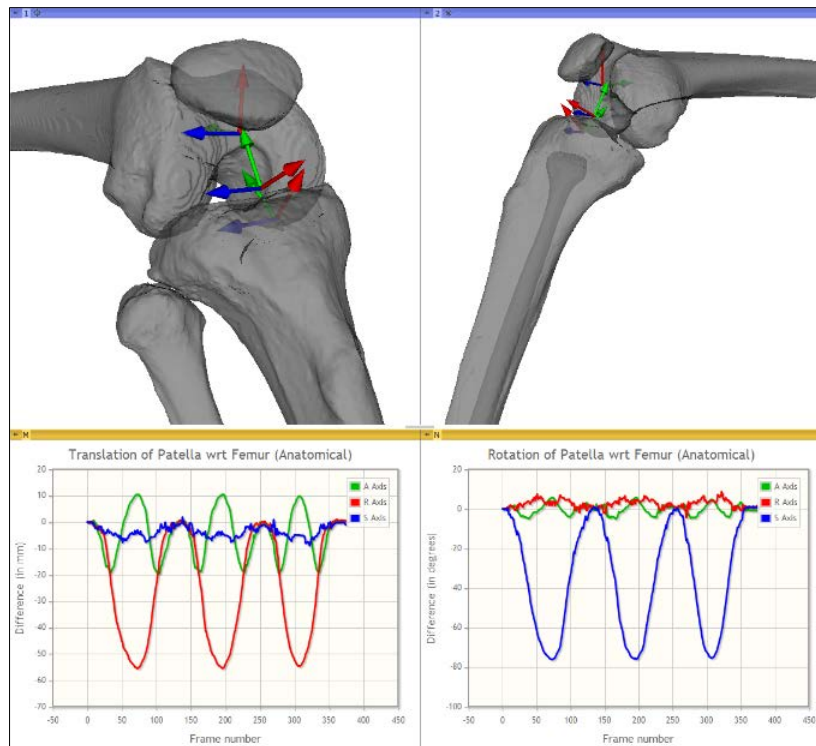 1
2
M
N
Translation of Patella wrt Femur (Anatomical)
20
10
0
-10
-20
-30
-40
-50
-60
-70
Difference (in mm)
A Axis
R Axis
S Axis
-50 0 50 100 150 200 250 300 350 400 450
Frame number
Rotation of Patella wrt Femur (Anatomical)
20
0
-20
-40
-60
-80
-100
Difference (in degrees)
A Axis
R Axis
S Axis
-50 0 50 100 150 200 250 300 350 400 450
Frame number